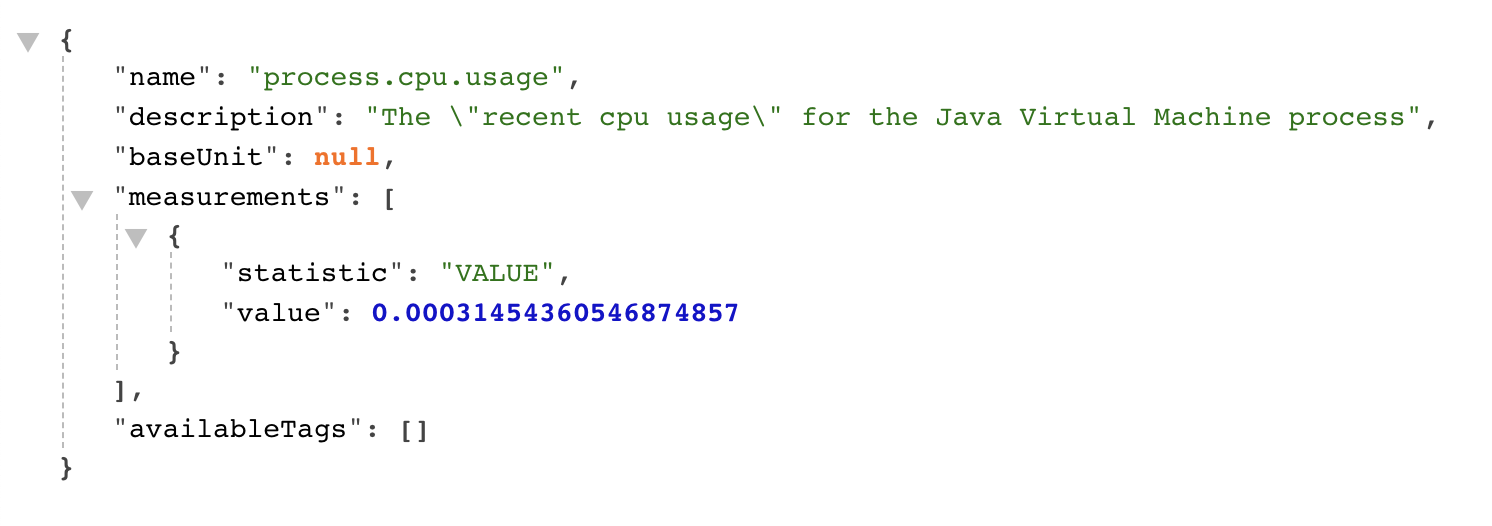 {
"name": "process.cpu.usage",
"description": "The \"recent cpu usage\" for the Java Virtual Machine process",
"baseUnit": null,
"measurements": [
{
"statistic": "VALUE",
"value": 0.00031454360546874857
}
],
"availableTags": []
}